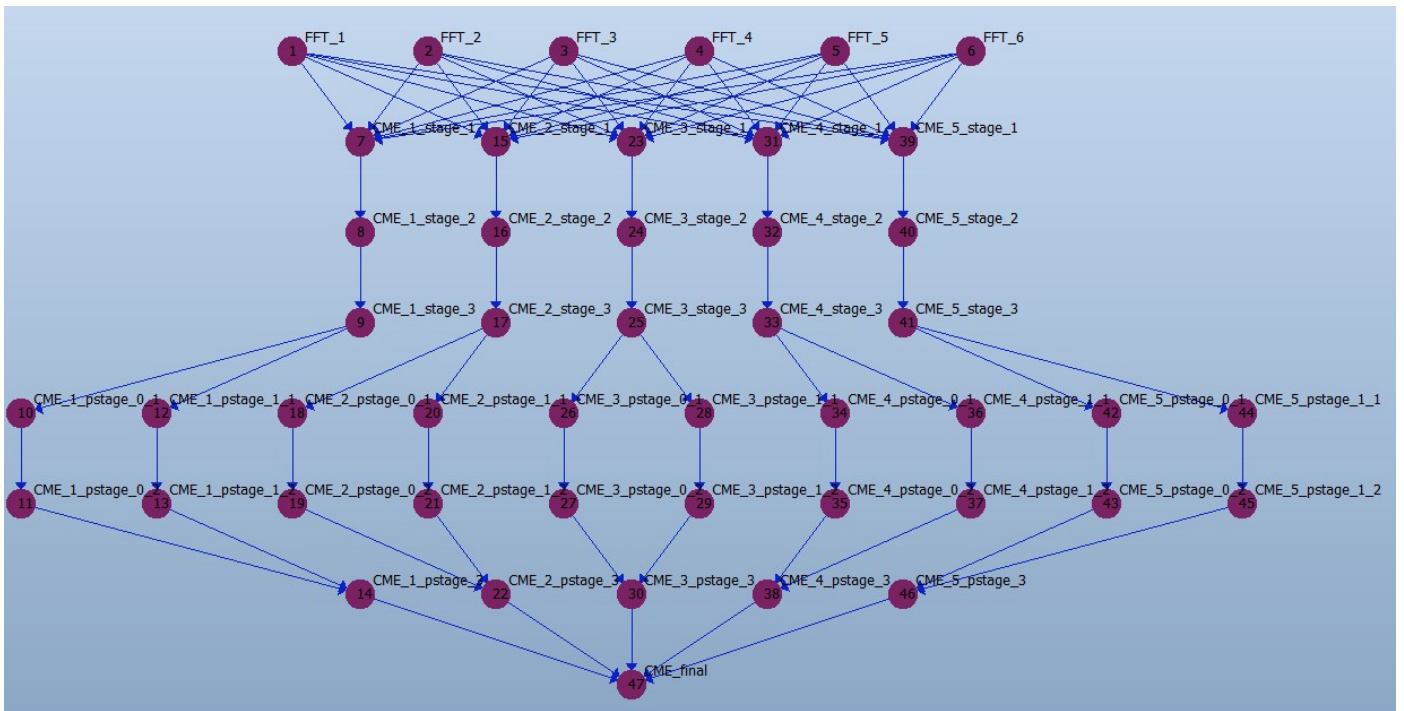 1 FFT_1 2 FFT_2 3 FFT_3 4 FFT_4 5 FFT_5 6 FFT_6
7 CME_1_stage_1 15 CME_2_stage_1 23 CME_3_stage_1 31 CME_4_stage_1 39 CME_5_stage_1
8 CME_1_stage_2 16 CME_2_stage_2 24 CME_3_stage_2 32 CME_4_stage_2 40 CME_5_stage_2
9 CME_1_stage_3 17 CME_2_stage_3 25 CME_3_stage_3 33 CME_4_stage_3 41 CME_5_stage_3
10 CME_1_pstage_0_1 12 CME_1_pstage_1_1 18 CME_2_pstage_0_1 20 CME_2_pstage_1_1 26 CME_3_pstage_0_1 28 CME_3_pstage_1_1 34 CME_4_pstage_0_1 36 CME_4_pstage_1_1 42 CME_5_pstage_0_1 44 CME_5_pstage_1_1
11 CME_1_pstage_0_2 13 CME_1_pstage_1_2 19 CME_2_pstage_0_2 21 CME_2_pstage_1_2 27 CME_3_pstage_0_2 29 CME_3_pstage_1_2 35 CME_4_pstage_0_2 37 CME_4_pstage_1_2 43 CME_5_pstage_0_2 45 CME_5_pstage_1_2
14 CME_1_pstage_3 22 CME_2_pstage_3 30 CME_3_pstage_3 38 CME_4_pstage_3 46 CME_5_pstage_3
47 CME_final